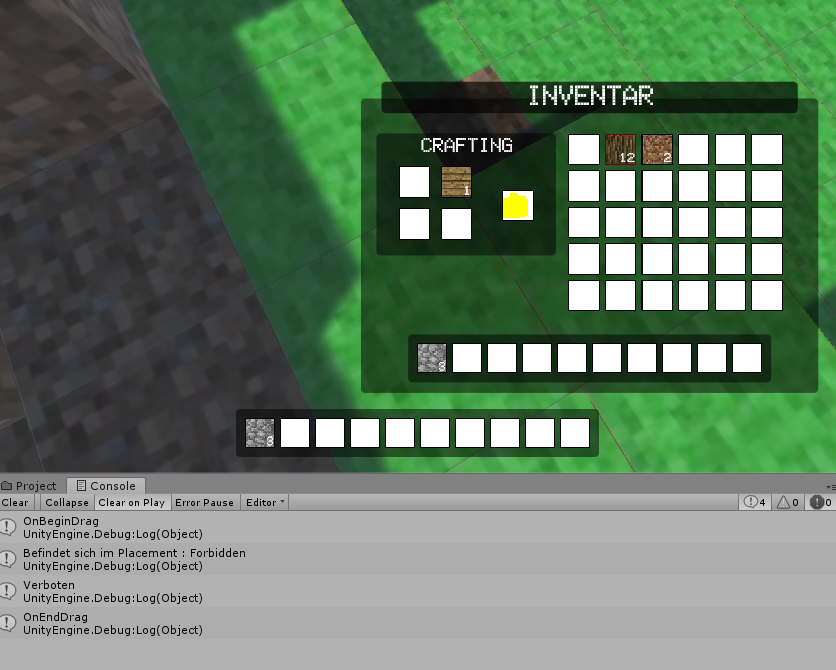 INVENTAR
CRAFTING
12
2
1
3
3
Project
Console
Clear
Collapse
Clear on Play
Error Pause
Editor
4
0
0
OnBeginDrag
UnityEngine.Debug:Log(Object)
Befindet sich im Placement : Forbidden
UnityEngine.Debug:Log(Object)
Verboten
UnityEngine.Debug:Log(Object)
OnEndDrag
UnityEngine.Debug:Log(Object)